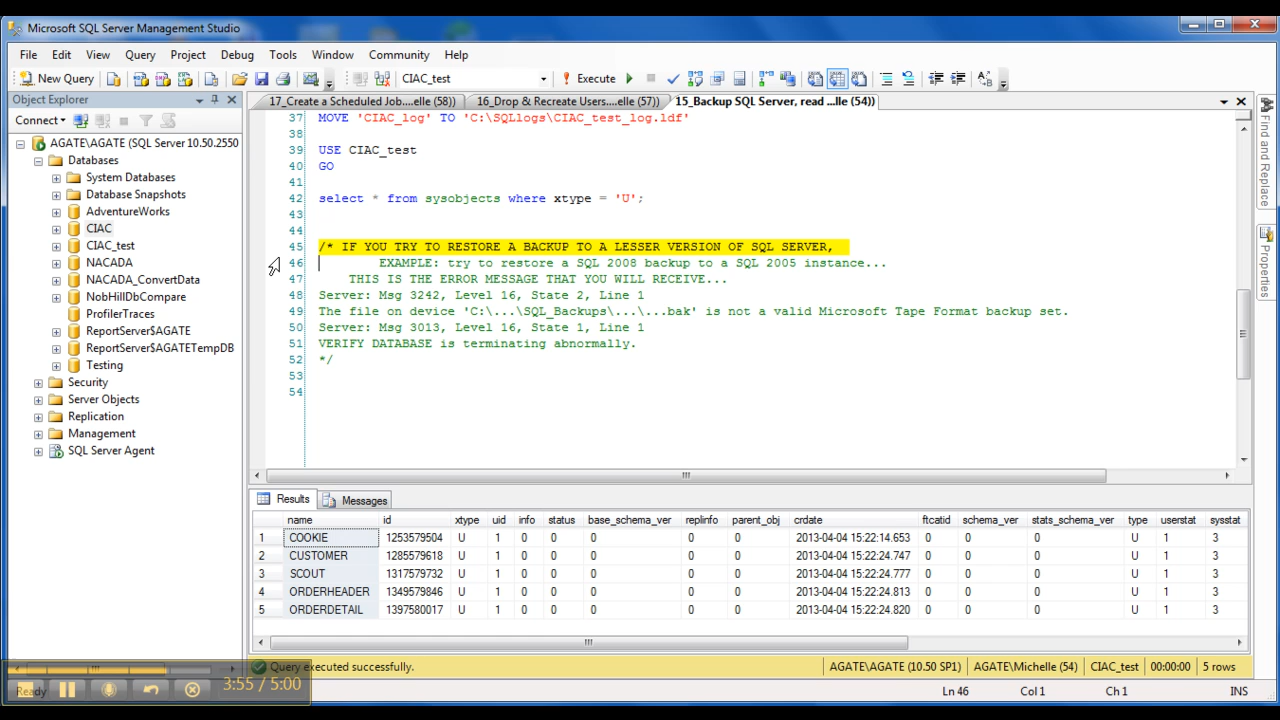 Microsoft SQL Server Management Studio
File Edit View Query Project Debug Tools Window Community Help
New Query CIAC_test Execute
Object Explorer
17_Create a Scheduled Job....elle (58)) 16_Drop & Recreate Users....elle (57)) 15_Backup SQL Server, read ...lle (54))
Connect
AGATE\AGATE (SQL Server 10.50.2550
Databases
System Databases
Database Snapshots
AdventureWorks
CIAC
CIAC_test
NACADA
NACADA_ConvertData
NobHillDbCompare
ProfilerTraces
ReportServer$AGATE
ReportServer$AGATETempDB
Testing
Security
Server Objects
Replication
Management
SQL Server Agent
37 MOVE 'CIAC_log' TO 'C:\SQLlogs\CIAC_test_log.ldf'
38
39 USE CIAC_test
40 GO
41
42 select * from sysobjects where xtype = 'U';
43
44
45 /* IF YOU TRY TO RESTORE A BACKUP TO A LESSER VERSION OF SQL SERVER,
46 EXAMPLE: try to restore a SQL 2008 backup to a SQL 2005 instance...
47 THIS IS THE ERROR MESSAGE THAT YOU WILL RECEIVE...
48 Server: Msg 3242, Level 16, State 2, Line 1
49 The file on device 'C:\...\SQL_Backups\...\...bak' is not a valid Microsoft Tape Format backup set.
50 Server: Msg 3013, Level 16, State 1, Line 1
51 VERIFY DATABASE is terminating abnormally.
52 */
53
54
Find and Replace
Properties
Results Messages
name id xtype uid info status base_schema_ver replinfo parent_obj crdate ftcatid schema_ver stats_schema_ver type userstat sysstat
1 COOKIE 1253579504 U 1 0 0 0 0 0 2013-04-04 15:22:14.653 0 0 0 U 1 3
2 CUSTOMER 1285579618 U 1 0 0 0 0 0 2013-04-04 15:22:24.747 0 0 0 U 1 3
3 SCOUT 1317579732 U 1 0 0 0 0 0 2013-04-04 15:22:24.777 0 0 0 U 1 3
4 ORDERHEADER 1349579846 U 1 0 0 0 0 0 2013-04-04 15:22:24.813 0 0 0 U 1 3
5 ORDERDETAIL 1397580017 U 1 0 0 0 0 0 2013-04-04 15:22:24.820 0 0 0 U 1 3
Query executed successfully. AGATE\AGATE (10.50 SP1) AGATE\Michelle (54) CIAC_test 00:00:00 5 rows
3:55 / 5:00
Ready Ln 46 Col 1 Ch 1 INS